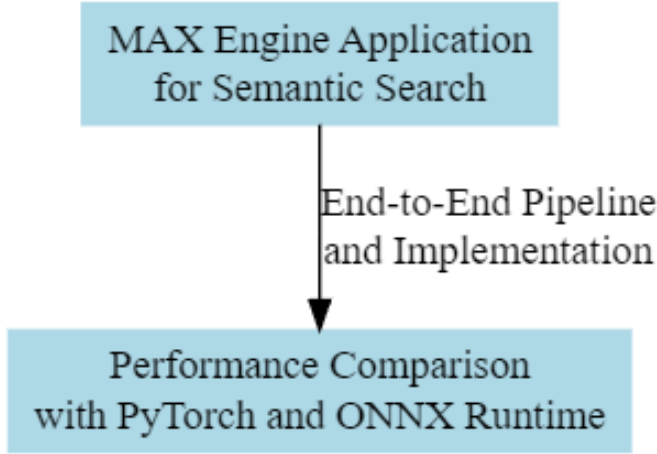 MAX Engine Application
for Semantic Search
End-to-End Pipeline
and Implementation
Performance Comparison
with PyTorch and ONNX Runtime